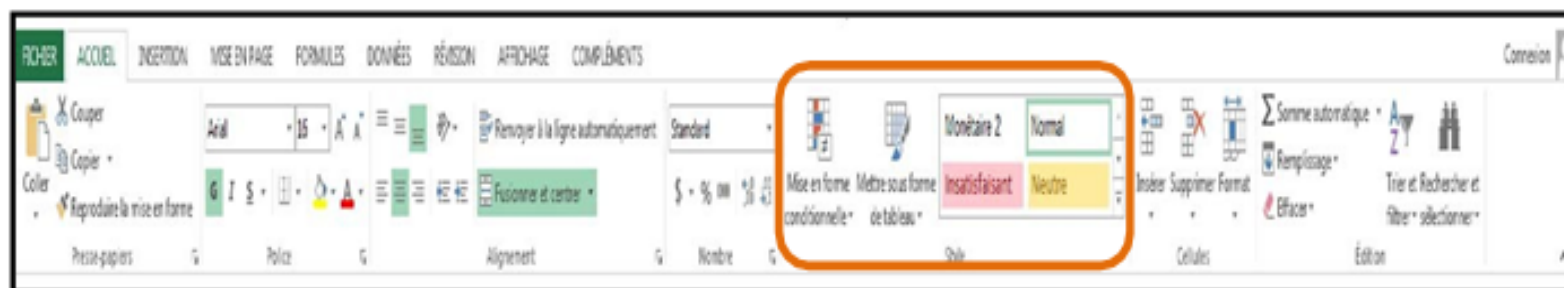 FICHIER ACCUEIL INSERTION MISE EN PAGE FORMULES DONNÉES RÉVISION AFFICHAGE COMPLÉMENTS Connexion
Coller
Couper
Copier
Reproduire la mise en forme
Presse-papiers
Arial 16 A A
G I S A
Police
Renvoyer à la ligne automatiquement
Fusionner et centrer
Alignement
Standard
$ % 000
Nombre
Mise en forme
conditionnelle
Mettre sous forme
de tableau
Monétaire 2 Normal
Insatisfaisant Neutre
Style
Insérer Supprimer Format
Cellules
Σ Somme automatique
Remplissage
Effacer
Trier et
filtrer
Rechercher et
sélectionner
Édition